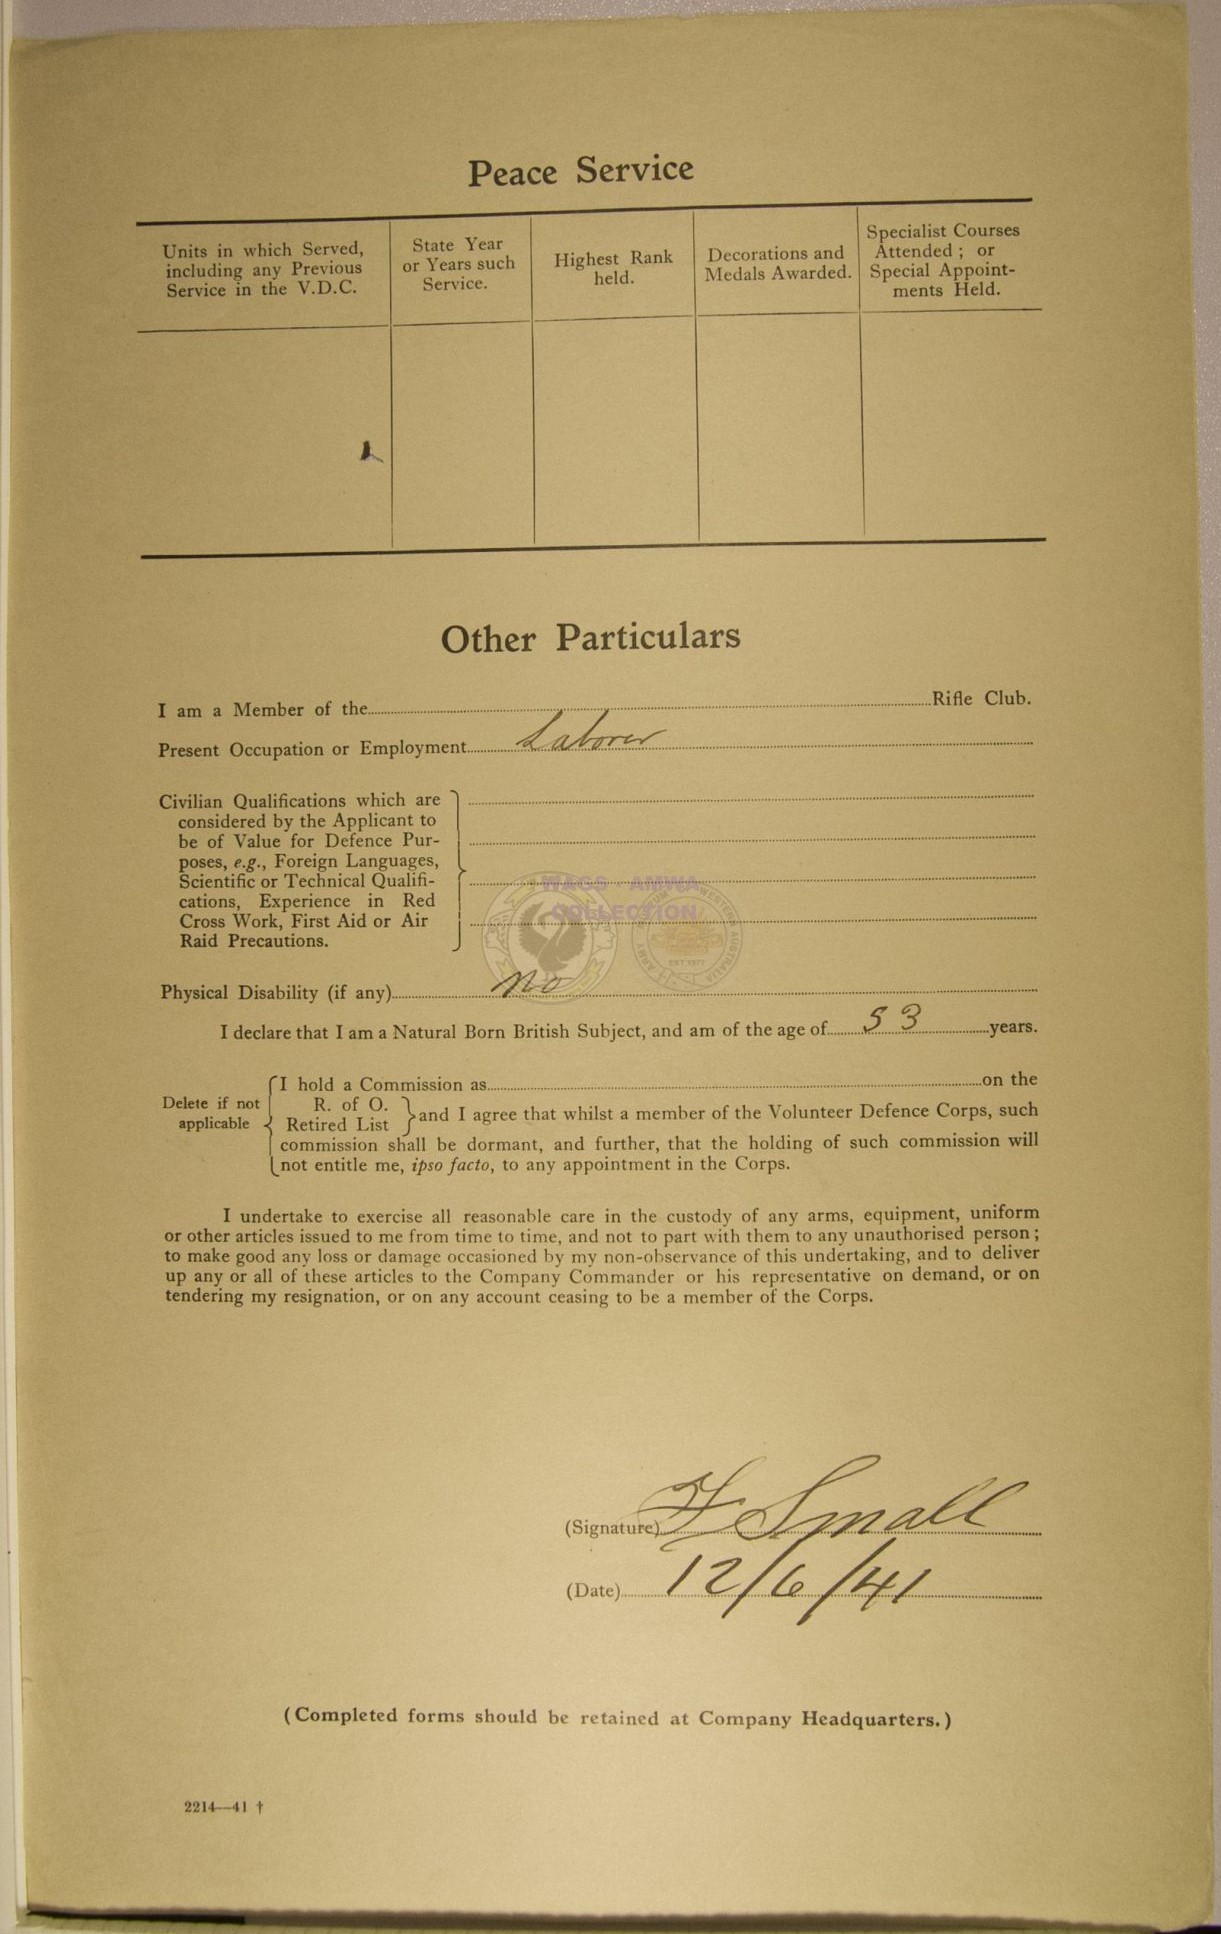 Peace Service
Units in which Served,
including any Previous
Service in the V.D.C.
State Year
or Years such
Service.
Highest Rank
held.
Decorations and
Medals Awarded.
Specialist Courses
Attended ; or
Special Appoint-
ments Held.
Other Particulars
I am a Member of the Rifle Club.
Present Occupation or Employment Laborer
Civilian Qualifications which are
considered by the Applicant to
be of Value for Defence Pur-
poses, e.g., Foreign Languages,
Scientific or Technical Qualifi-
cations, Experience in Red
Cross Work, First Aid or Air
Raid Precautions.
WAGS - AMWA
COLLECTION
Physical Disability (if any) no
I declare that I am a Natural Born British Subject, and am of the age of 53 years.
Delete if not
applicable
I hold a Commission as on the
R. of O.
Retired List
and I agree that whilst a member of the Volunteer Defence Corps, such
commission shall be dormant, and further, that the holding of such commission will
not entitle me, ipso facto, to any appointment in the Corps.
I undertake to exercise all reasonable care in the custody of any arms, equipment, uniform
or other articles issued to me from time to time, and not to part with them to any unauthorised person ;
to make good any loss or damage occasioned by my non-observance of this undertaking, and to deliver
up any or all of these articles to the Company Commander or his representative on demand, or on
tendering my resignation, or on any account ceasing to be a member of the Corps.
(Signature) F Small
(Date) 12/6/41
(Completed forms should be retained at Company Headquarters.)
2214—41 †